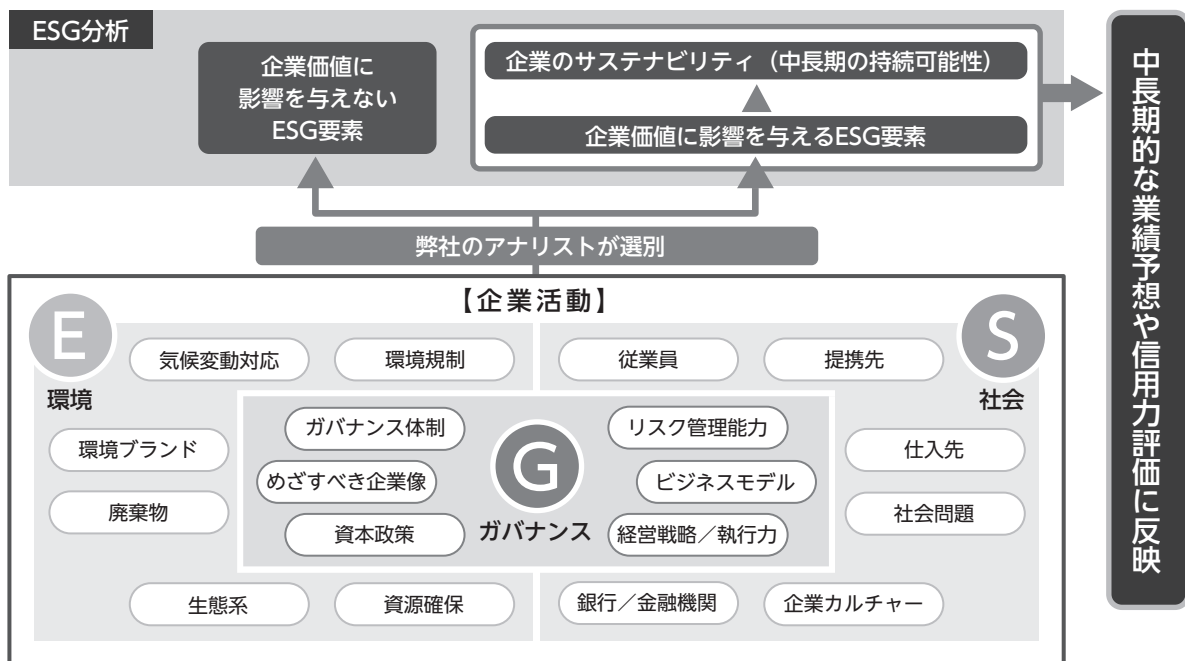 ESG分析
企業価値に
影響を与えない
ESG要素
企業のサステナビリティ（中長期の持続可能性）
企業価値に影響を与えるESG要素
中長期的な業績予想や信用力評価に反映
弊社のアナリストが選別
【企業活動】
E
環境
S
社会
気候変動対応
環境規制
従業員
提携先
環境ブランド
廃棄物
ガバナンス体制
めざすべき企業像
資本政策
G
ガバナンス
リスク管理能力
ビジネスモデル
経営戦略／執行力
仕入先
社会問題
生態系
資源確保
銀行／金融機関
企業カルチャー